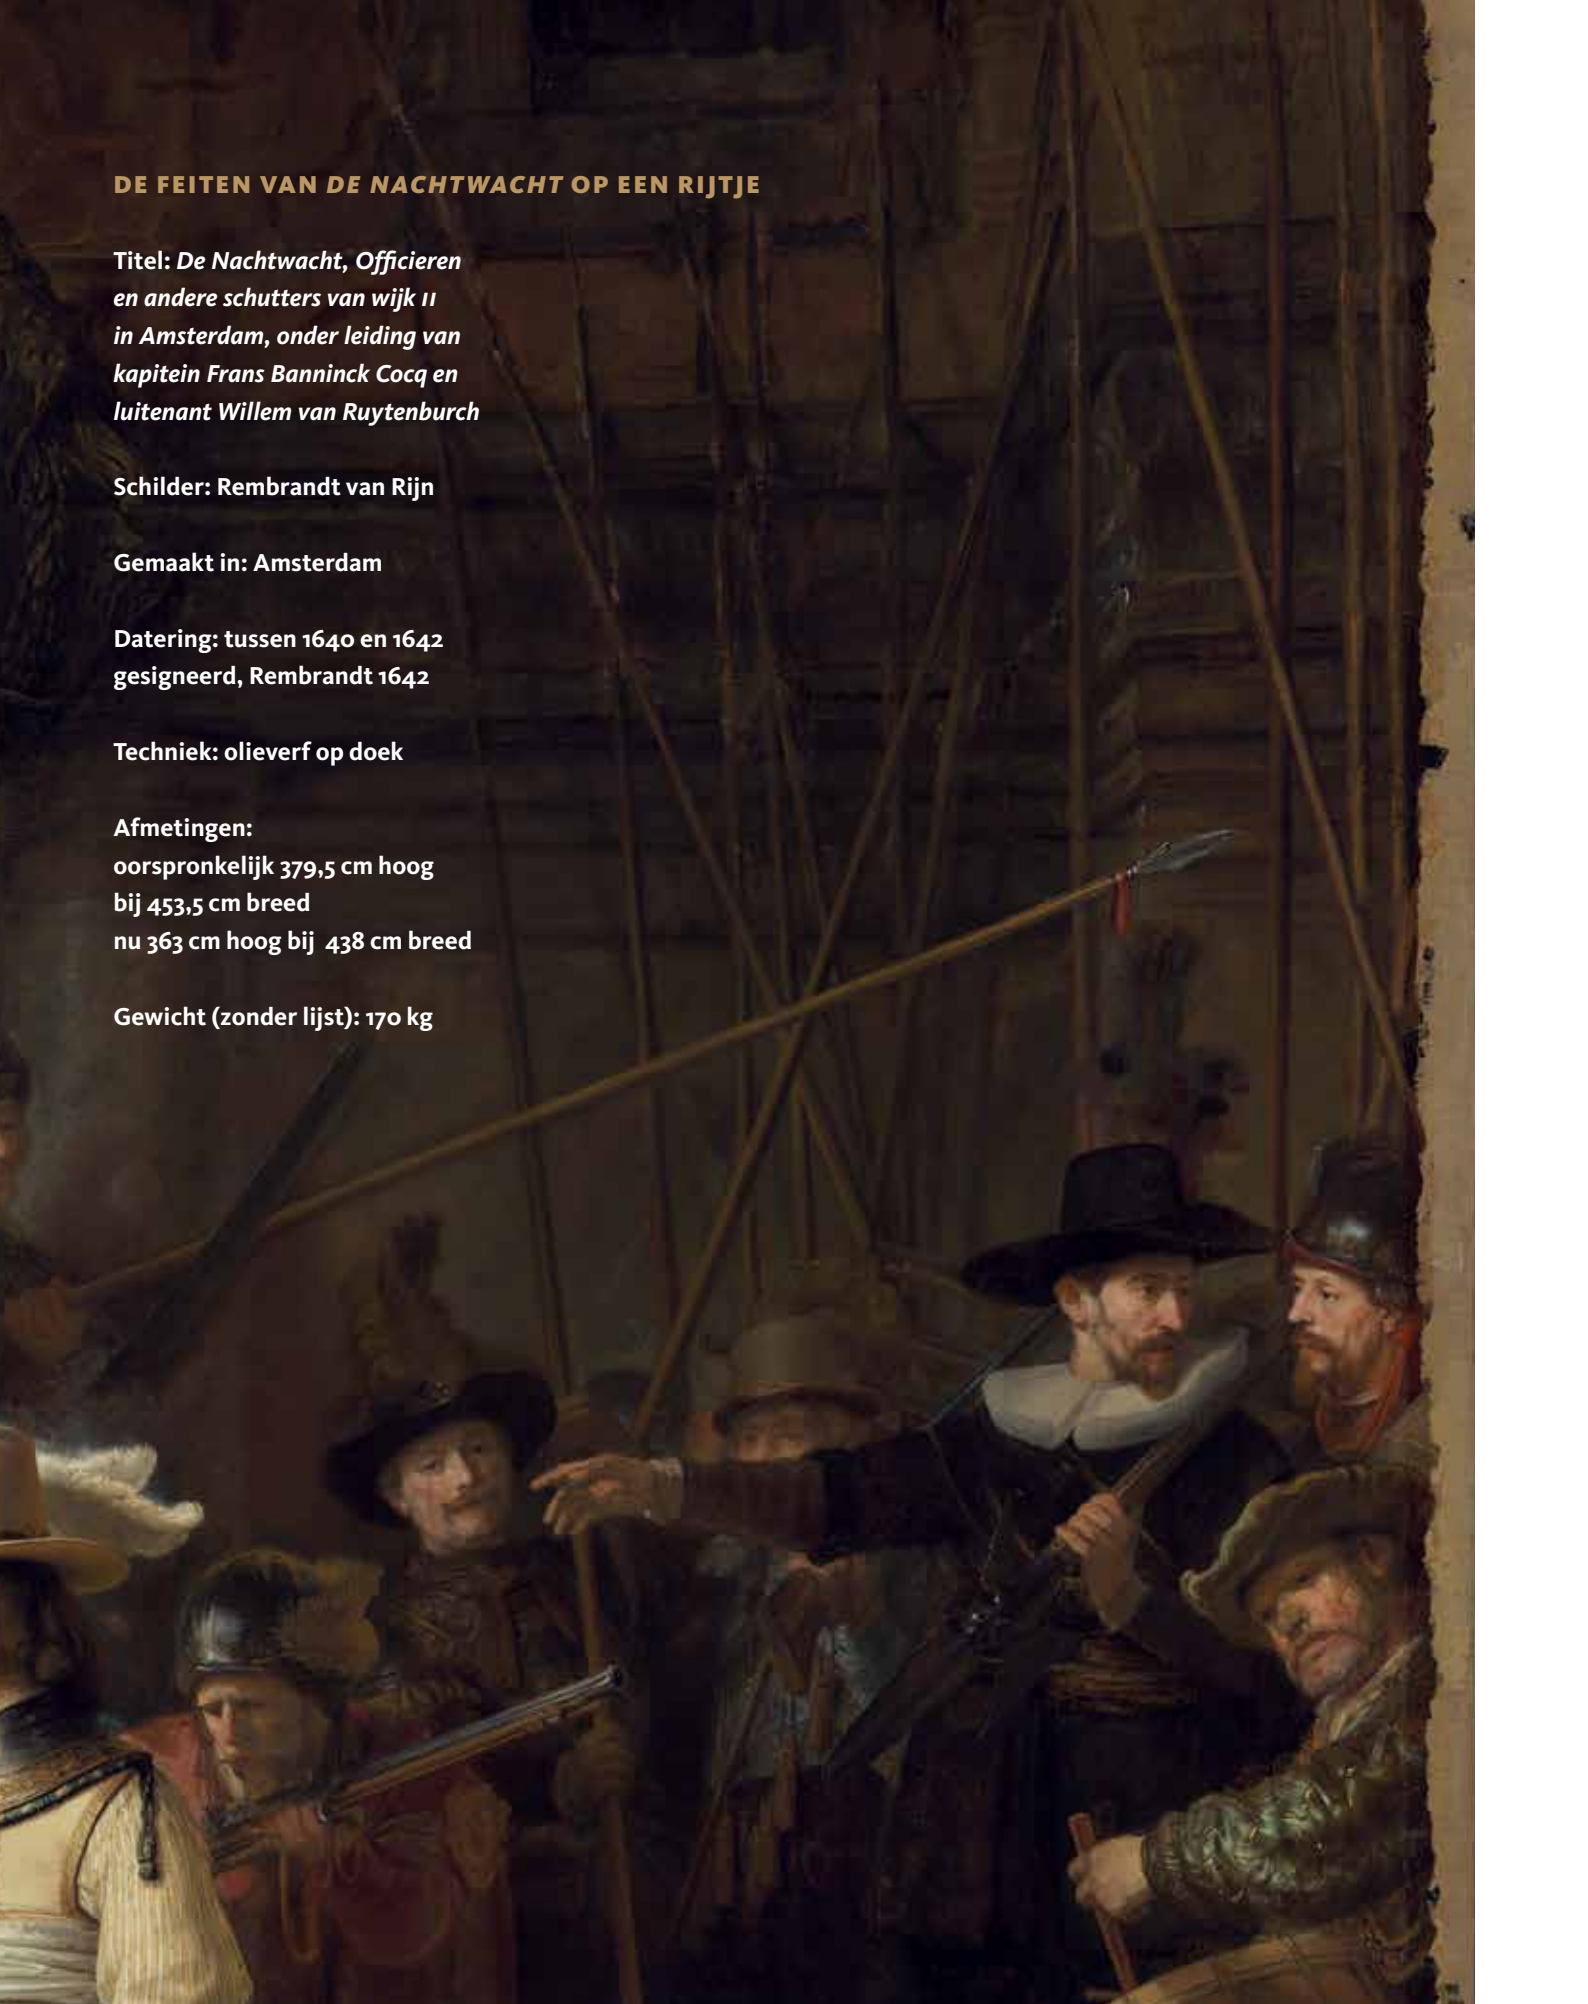 DE FEITEN VAN DE NACHTWACHT OP EEN RIJTJE
Titel: De Nachtwacht, Officieren
en andere schutters van wijk II
in Amsterdam, onder leiding van
kapitein Frans Banninck Cocq en
luitenant Willem van Ruytenburch
Schilder: Rembrandt van Rijn
Gemaakt in: Amsterdam
Datering: tussen 1640 en 1642
gesigneerd, Rembrandt 1642
Techniek: olieverf op doek
Afmetingen:
oorspronkelijk 379,5 cm hoog
bij 453,5 cm breed
nu 363 cm hoog bij 438 cm breed
Gewicht (zonder lijst): 170 kg